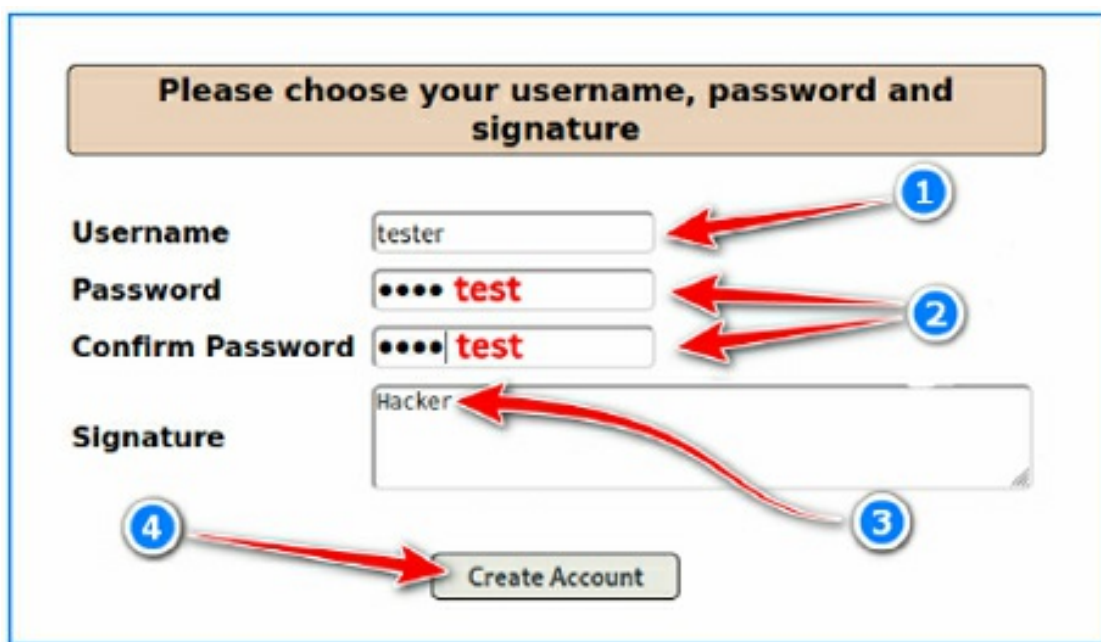 Please choose your username, password and
signature
1
Username tester
Password •••• test
2
Confirm Password •••• test
Hacker
Signature
3
4
Create Account